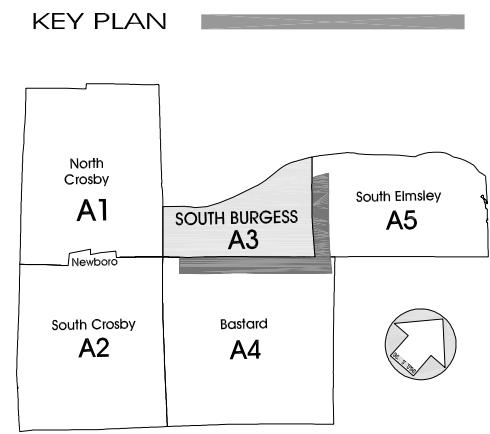 KEY PLAN
North
Crosby
A1
SOUTH BURGESS
A3
South Elmsley
A5
Newboro
South Crosby
A2
Bastard
A4